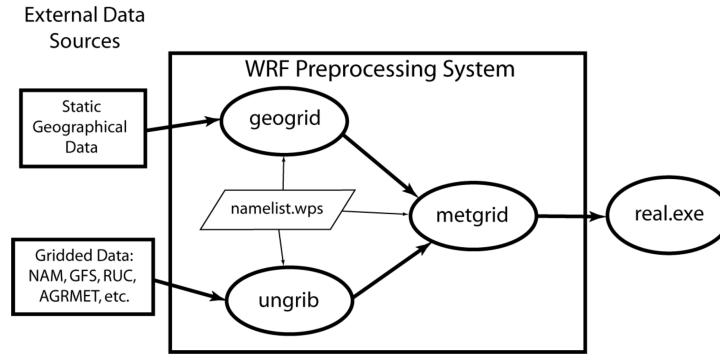 External Data
Sources
WRF Preprocessing System
Static
Geographical
Data
geogrid
namelist.wps
metgrid
real.exe
Gridded Data:
NAM, GFS, RUC,
AGRMET, etc.
ungrib